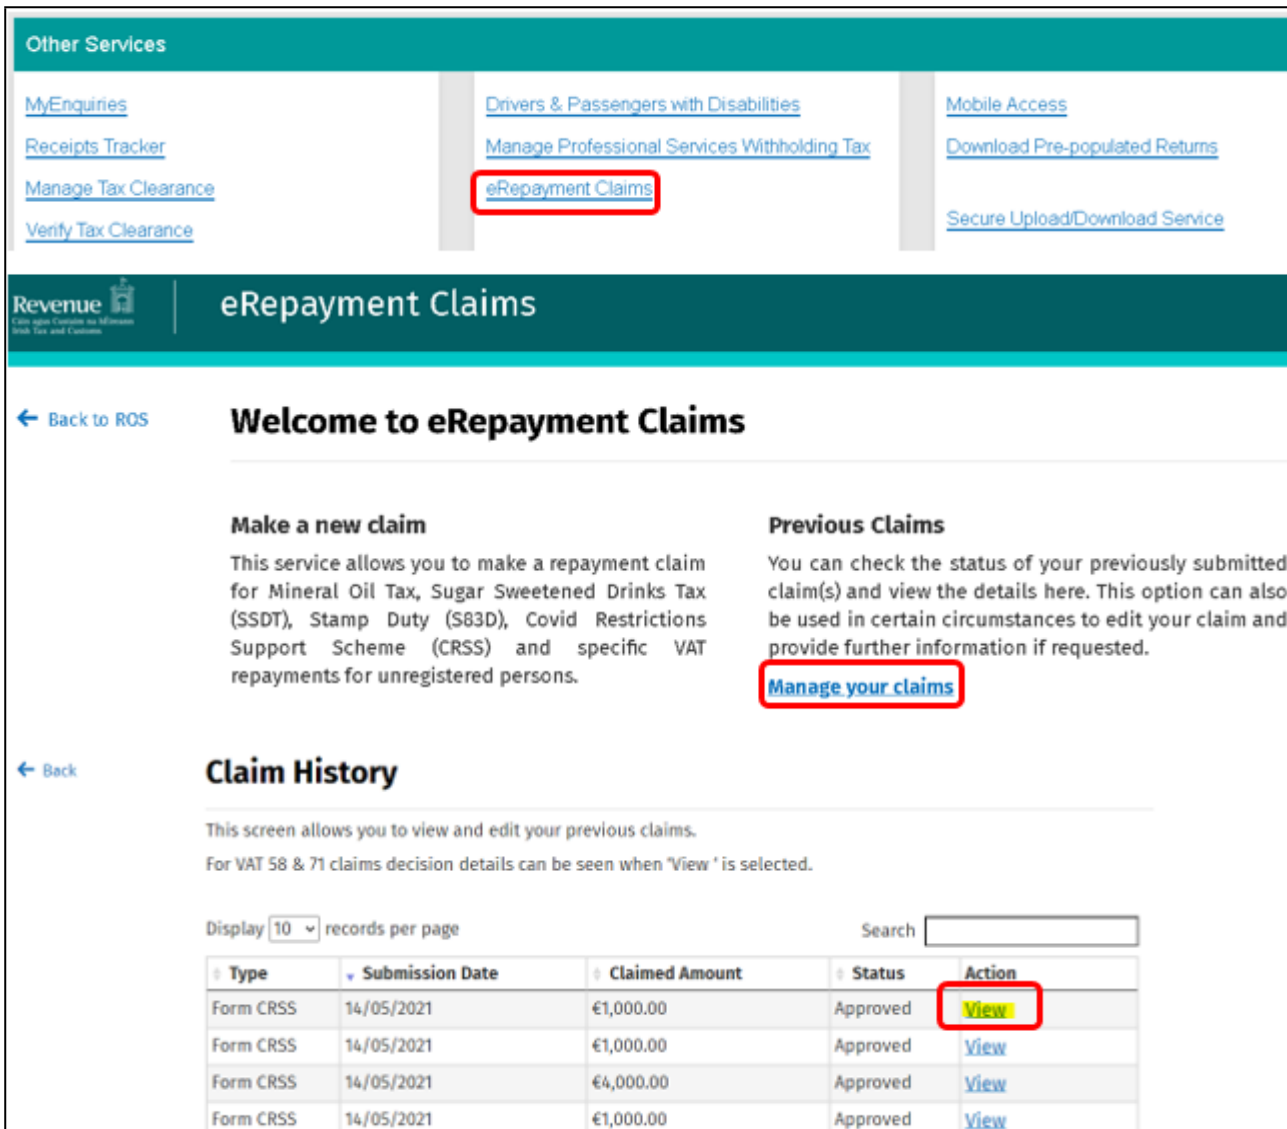 Other Services
MyEnquiries
Receipts Tracker
Manage Tax Clearance
Verify Tax Clearance
Drivers & Passengers with Disabilities
Manage Professional Services Withholding Tax
eRepayment Claims
Mobile Access
Download Pre-populated Returns
Secure Upload/Download Service
Revenue
Cáin agus Custaim na hÉireann
Irish Tax and Customs
eRepayment Claims
Back to ROS
Welcome to eRepayment Claims
Make a new claim
This service allows you to make a repayment claim
for Mineral Oil Tax, Sugar Sweetened Drinks Tax
(SSDT), Stamp Duty (S83D), Covid Restrictions
Support Scheme (CRSS) and specific VAT
repayments for unregistered persons.
Previous Claims
You can check the status of your previously submitted
claim(s) and view the details here. This option can also
be used in certain circumstances to edit your claim and
provide further information if requested.
Manage your claims
Back
Claim History
This screen allows you to view and edit your previous claims.
For VAT 58 & 71 claims decision details can be seen when 'View ' is selected.
Display 10 records per page
Search
Type Submission Date Claimed Amount Status Action
Form CRSS 14/05/2021 €1,000.00 Approved View
Form CRSS 14/05/2021 €1,000.00 Approved View
Form CRSS 14/05/2021 €4,000.00 Approved View
Form CRSS 14/05/2021 €1,000.00 Approved View